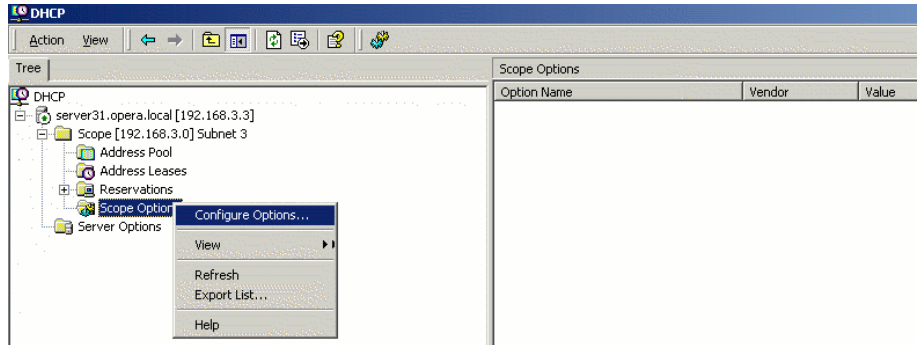 DHCP
Action View
Tree
Scope Options
DHCP
Option Name Vendor Value
server31.opera.local [192.168.3.3]
Scope [192.168.3.0] Subnet 3
Address Pool
Address Leases
Reservations
Scope Option
Server Options
Configure Options...
View
Refresh
Export List...
Help